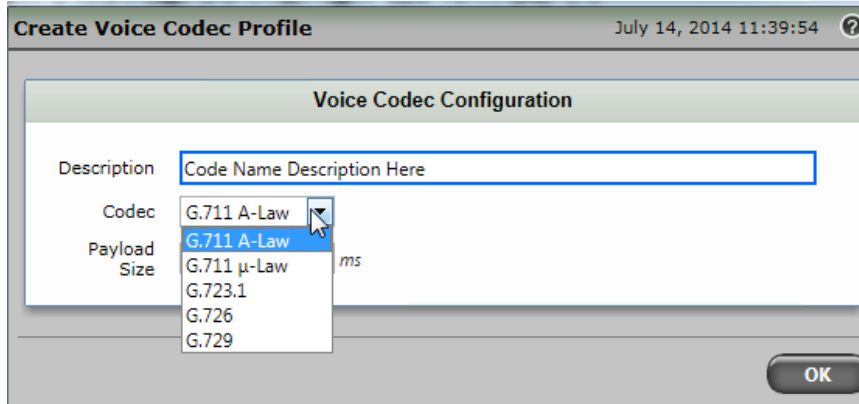 Create Voice Codec Profile July 14, 2014 11:39:54 ?
Voice Codec Configuration
Description Code Name Description Here
Codec G.711 A-Law
G.711 A-Law
Payload
Size ms
G.711 μ-Law
G.723.1
G.726
G.729
OK